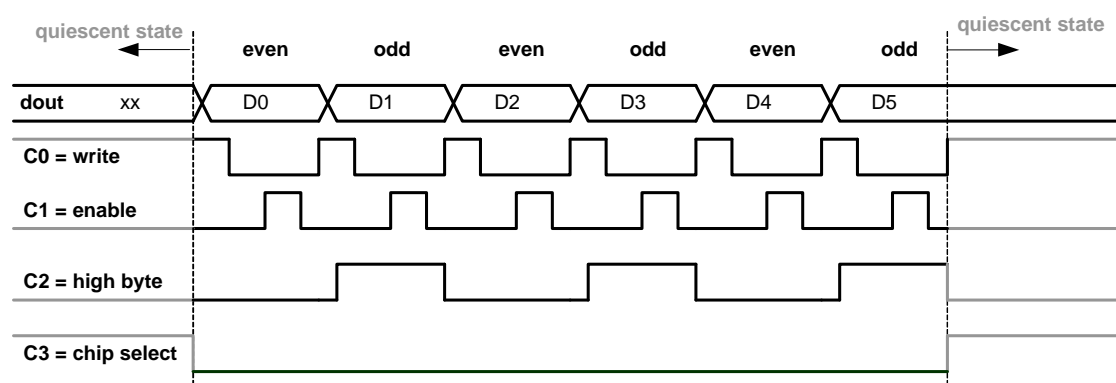 quiescent state quiescent state
even odd even odd even odd
dout xx D0 D1 D2 D3 D4 D5
C0 = write
C1 = enable
C2 = high byte
C3 = chip select